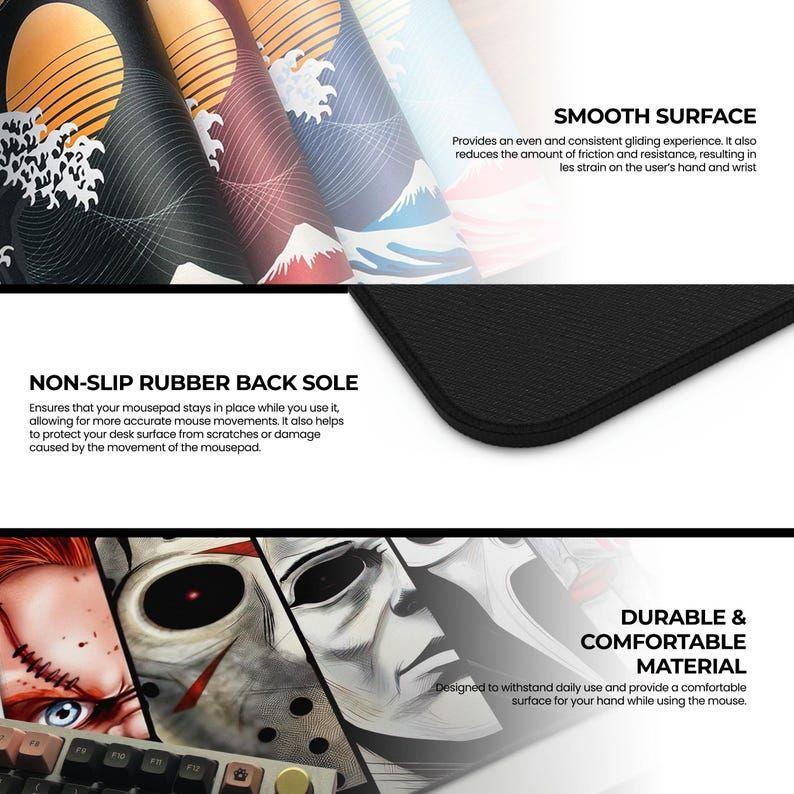 SMOOTH SURFACE
Provides an even and consistent gliding experience. It also
reduces the amount of friction and resistance, resulting in
les strain on the user's hand and wrist
NON-SLIP RUBBER BACK SOLE
Ensures that your mousepad stays in place while you use it,
allowing for more accurate mouse movements. It also helps
to protect your desk surface from scratches or damage
caused by the movement of the mousepad.
DURABLE &
COMFORTABLE
MATERIAL
Designed to withstand daily use and provide a comfortable
surface for your hand while using the mouse.
F8 F9 F10 F11 F12